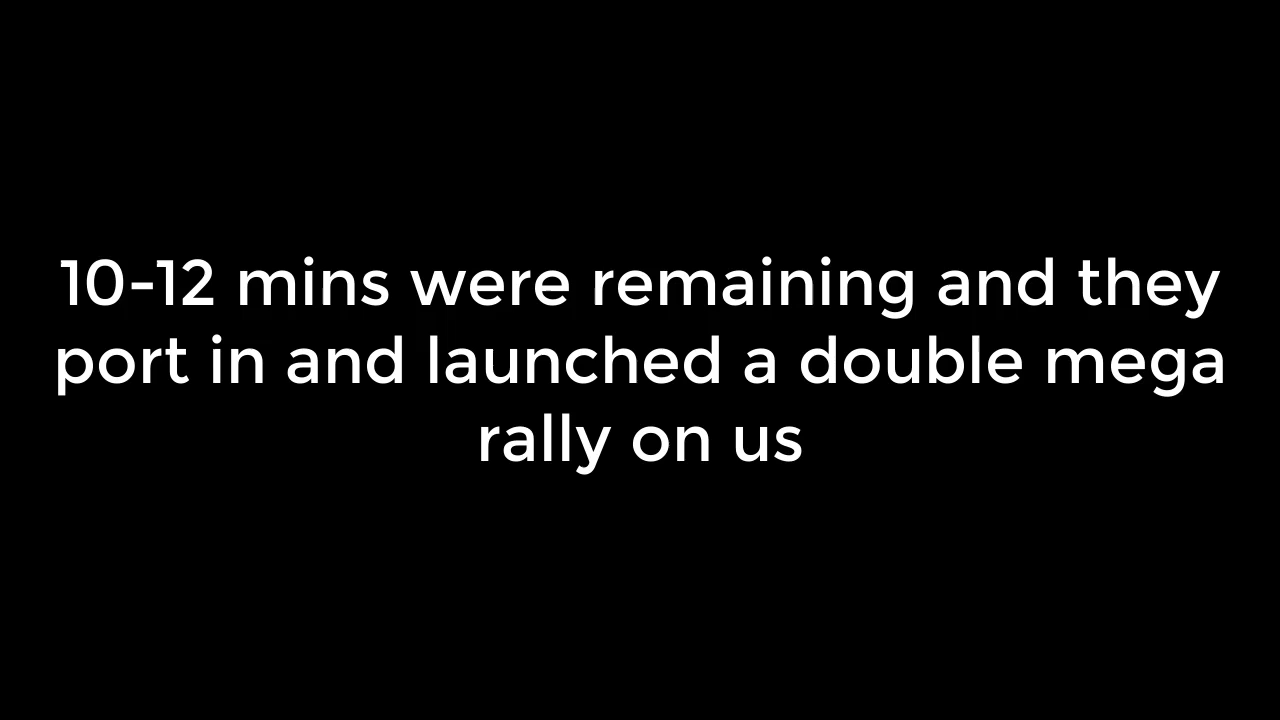 10-12 mins were remaining and they
port in and launched a double mega
rally on us